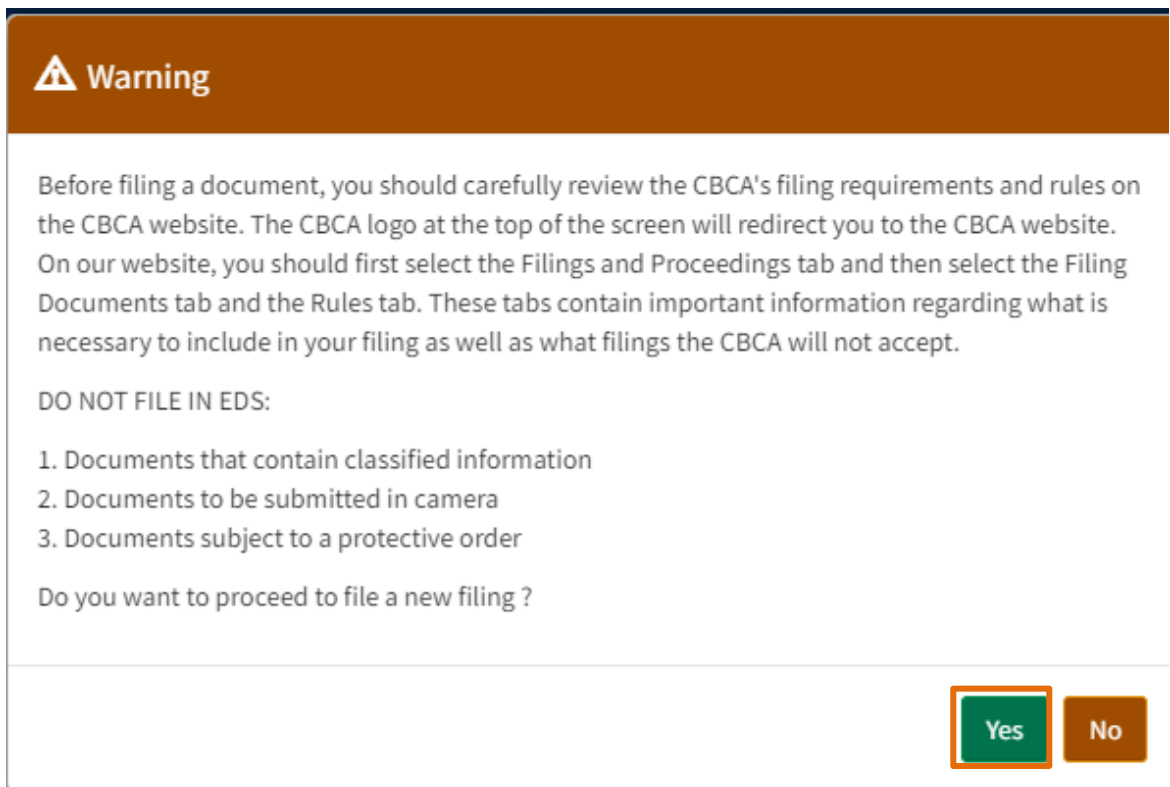 Warning
Before filing a document, you should carefully review the CBCA's filing requirements and rules on
the CBCA website. The CBCA logo at the top of the screen will redirect you to the CBCA website.
On our website, you should first select the Filings and Proceedings tab and then select the Filing
Documents tab and the Rules tab. These tabs contain important information regarding what is
necessary to include in your filing as well as what filings the CBCA will not accept.
DO NOT FILE IN EDS:
1. Documents that contain classified information
2. Documents to be submitted in camera
3. Documents subject to a protective order
Do you want to proceed to file a new filing ?
Yes No